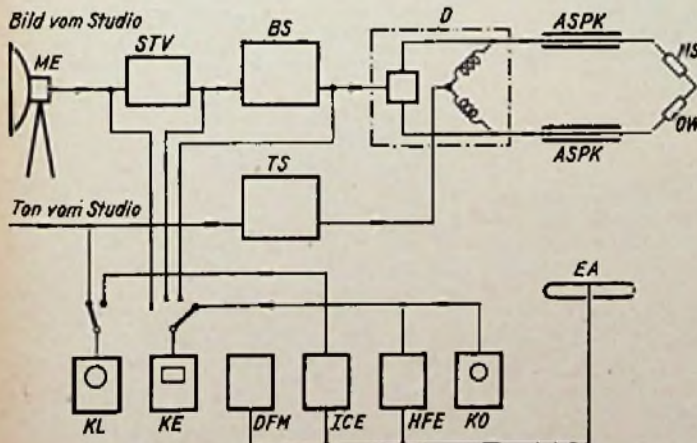 Bild vom Studio
ME
STV
BS
D
ASPK
NS
OW
ASPK
TS
Ton vom Studio
EA
KL
KE
DFM
ICE
HFE
KO